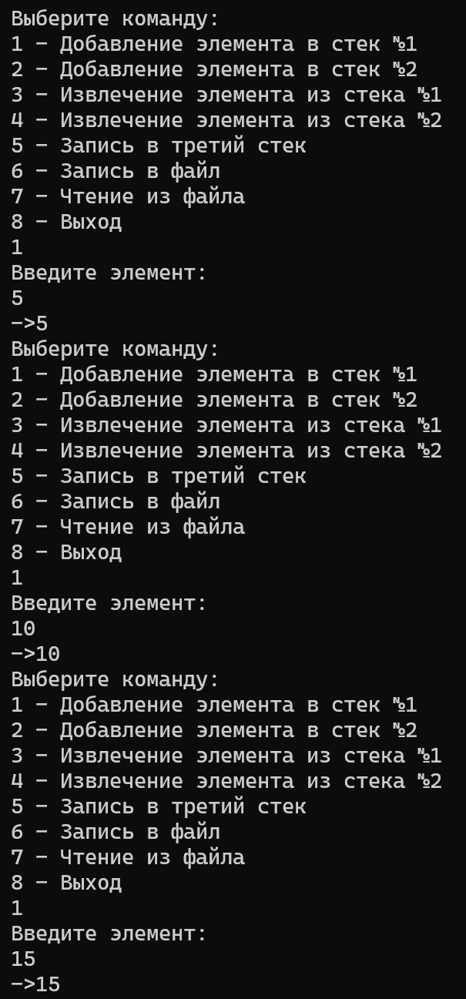 Выберите команду:
1 - Добавление элемента в стек №1
2 - Добавление элемента в стек №2
3 - Извлечение элемента из стека №1
4 - Извлечение элемента из стека №2
5 - Запись в третий стек
6 - Запись в файл
7 - Чтение из файла
8 - Выход
1
Введите элемент:
5
->5
Выберите команду:
1 - Добавление элемента в стек №1
2 - Добавление элемента в стек №2
3 - Извлечение элемента из стека №1
4 - Извлечение элемента из стека №2
5 - Запись в третий стек
6 - Запись в файл
7 - Чтение из файла
8 - Выход
1
Введите элемент:
10
->10
Выберите команду:
1 - Добавление элемента в стек №1
2 - Добавление элемента в стек №2
3 - Извлечение элемента из стека №1
4 - Извлечение элемента из стека №2
5 - Запись в третий стек
6 - Запись в файл
7 - Чтение из файла
8 - Выход
1
Введите элемент:
15
->15